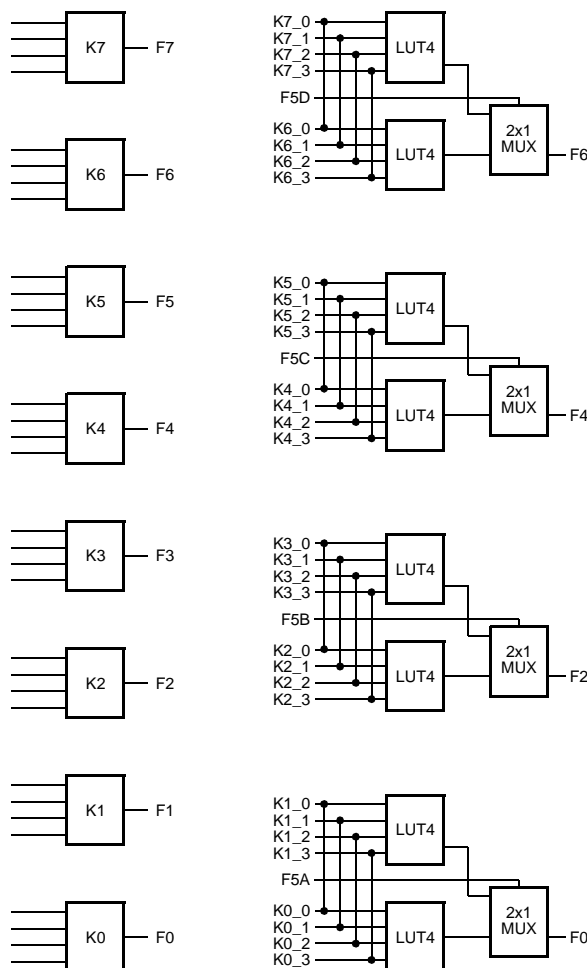 K7 F7
K6 F6
K5 F5
K4 F4
K3 F3
K2 F2
K1 F1
K0 F0
K7_0
K7_1
K7_2
K7_3
LUT4
F5D
2x1
MUX
F6
K6_0
K6_1
K6_2
K6_3
LUT4
K5_0
K5_1
K5_2
K5_3
LUT4
F5C
2x1
MUX
F4
K4_0
K4_1
K4_2
K4_3
LUT4
K3_0
K3_1
K3_2
K3_3
LUT4
F5B
2x1
MUX
F2
K2_0
K2_1
K2_2
K2_3
LUT4
K1_0
K1_1
K1_2
K1_3
LUT4
F5A
2x1
MUX
F0
K0_0
K0_1
K0_2
K0_3
LUT4